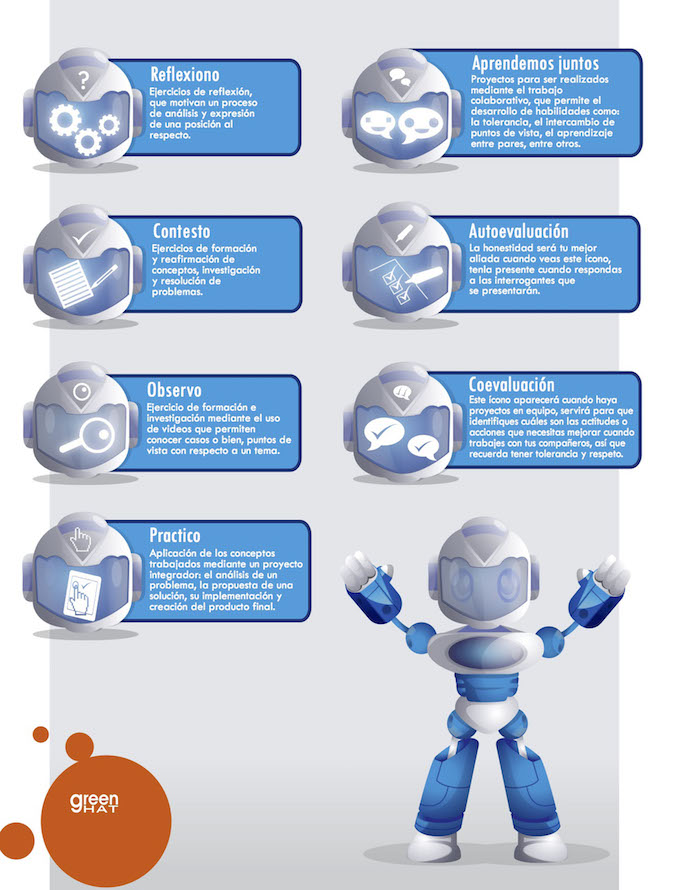 ?
Reflexiono
Ejercicios de reflexión,
que motivan un proceso
de análisis y expresión
de una posición al
respecto.
Contesto
Ejercicios de formación
y reafirmación de
conceptos, investigación
y resolución de
problemas.
Observo
Ejercicio de formación e
investigación mediante el uso
de videos que permiten
conocer casos o bien, puntos de
vista con respecto a un tema.
Practico
Aplicación de los conceptos
trabajados mediante un proyecto
integrador: el análisis de un
problema, la propuesta de una
solución, su implementación y
creación del producto final.
Aprendemos juntos
Proyectos para ser realizados
mediante el trabajo
colaborativo, que permite el
desarrollo de habilidades como:
la tolerancia, el intercambio de
puntos de vista, el aprendizaje
entre pares, entre otros.
Autoevaluación
La honestidad será tu mejor
aliada cuando veas este ícono,
tenla presente cuando respondas
a las interrogantes que
se presentarán.
Coevaluación
Este ícono aparecerá cuando haya
proyectos en equipo, servirá para que
identifiques cuáles son las actitudes o
acciones que necesitas mejorar cuando
trabajes con tus compañeros, así que
recuerda tener tolerancia y respeto.
green
HAT